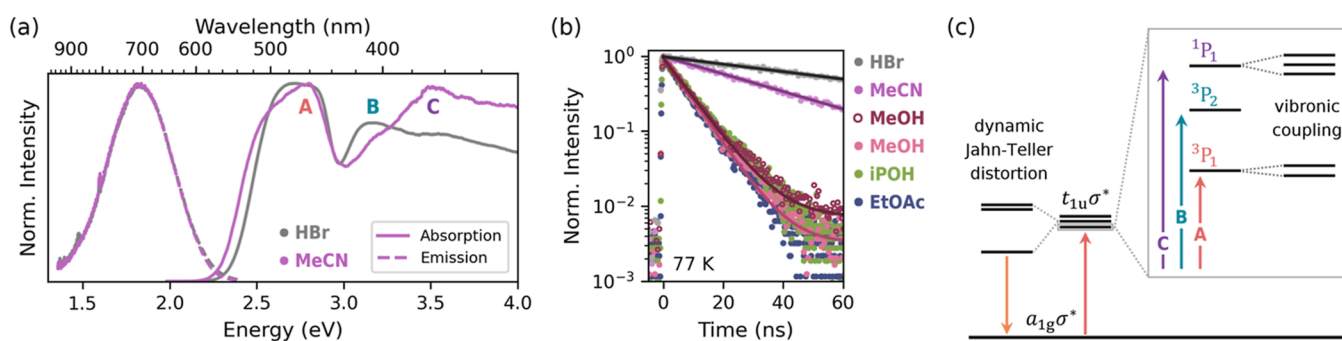 (a)
Wavelength (nm)
900 700 600 500 400
Norm. Intensity
A
B
C
HBr
MeCN
Absorption
Emission
1.5 2.0 2.5 3.0 3.5 4.0
Energy (eV)
(b)
Norm. Intensity
10⁰
10⁻¹
10⁻²
10⁻³
77 K
0 20 40 60
Time (ns)
HBr
MeCN
MeOH
MeOH
iPOH
EtOAc
(c)
dynamic
Jahn-Teller
distortion
t₁ᵤσ*
a₁gσ*
¹P₁
³P₂
³P₁
vibronic
coupling
C
B
A